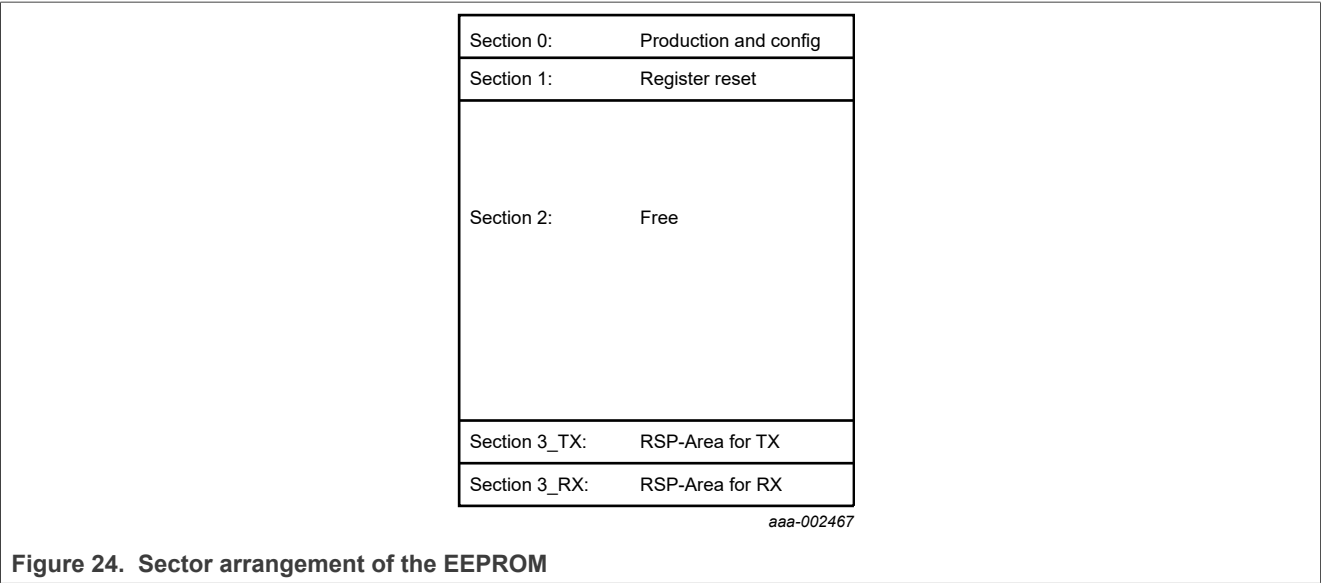 Section 0: Production and config
Section 1: Register reset
Section 2: Free
Section 3_TX: RSP-Area for TX
Section 3_RX: RSP-Area for RX
aaa-002467
Figure 24. Sector arrangement of the EEPROM